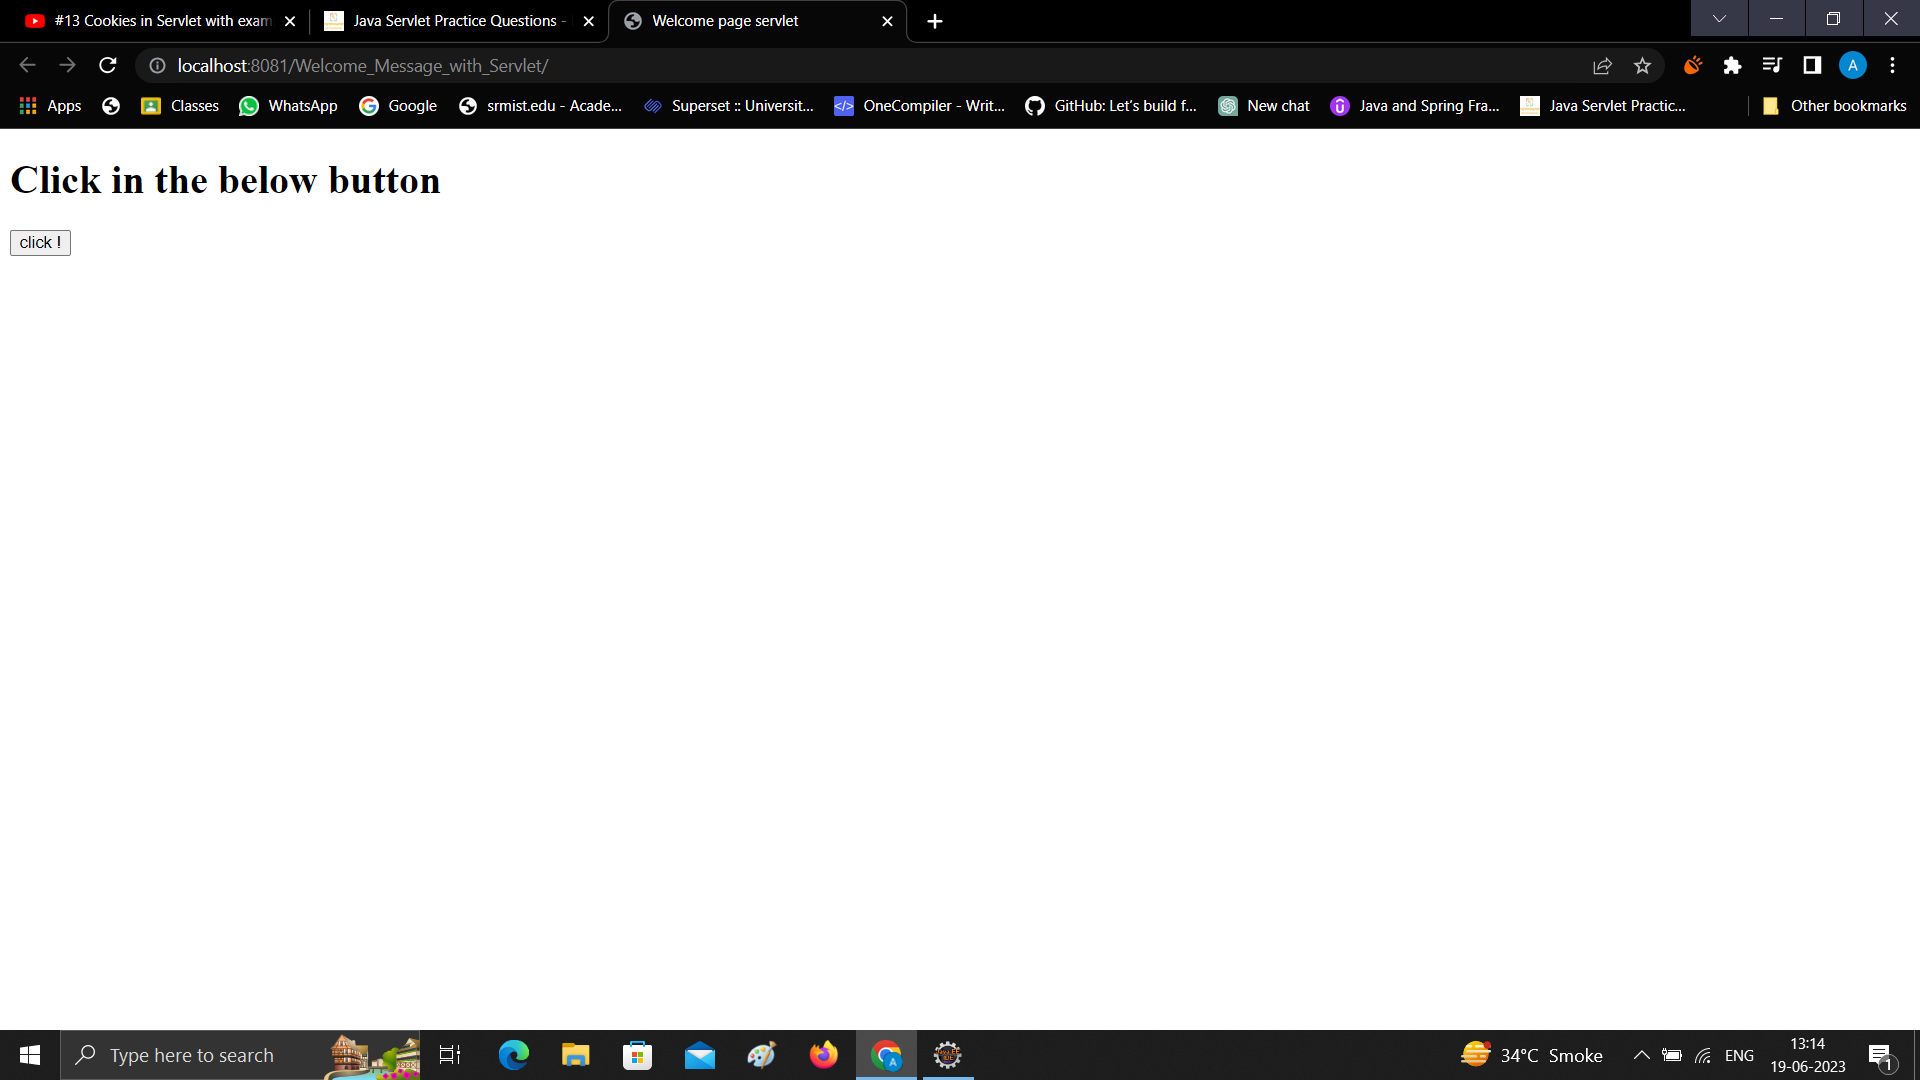 #13 Cookies in Servlet with exam
Java Servlet Practice Questions -
Welcome page servlet
localhost:8081/Welcome_Message_with_Servlet/
A
Apps
Classes
WhatsApp
Google
srmist.edu - Acade...
Superset :: Universit...
OneCompiler - Writ...
GitHub: Let's build f...
New chat
Java and Spring Fra...
Java Servlet Practic...
Other bookmarks
Click in the below button
click !
Type here to search
A
34°C Smoke
ENG
13:14
19-06-2023
1